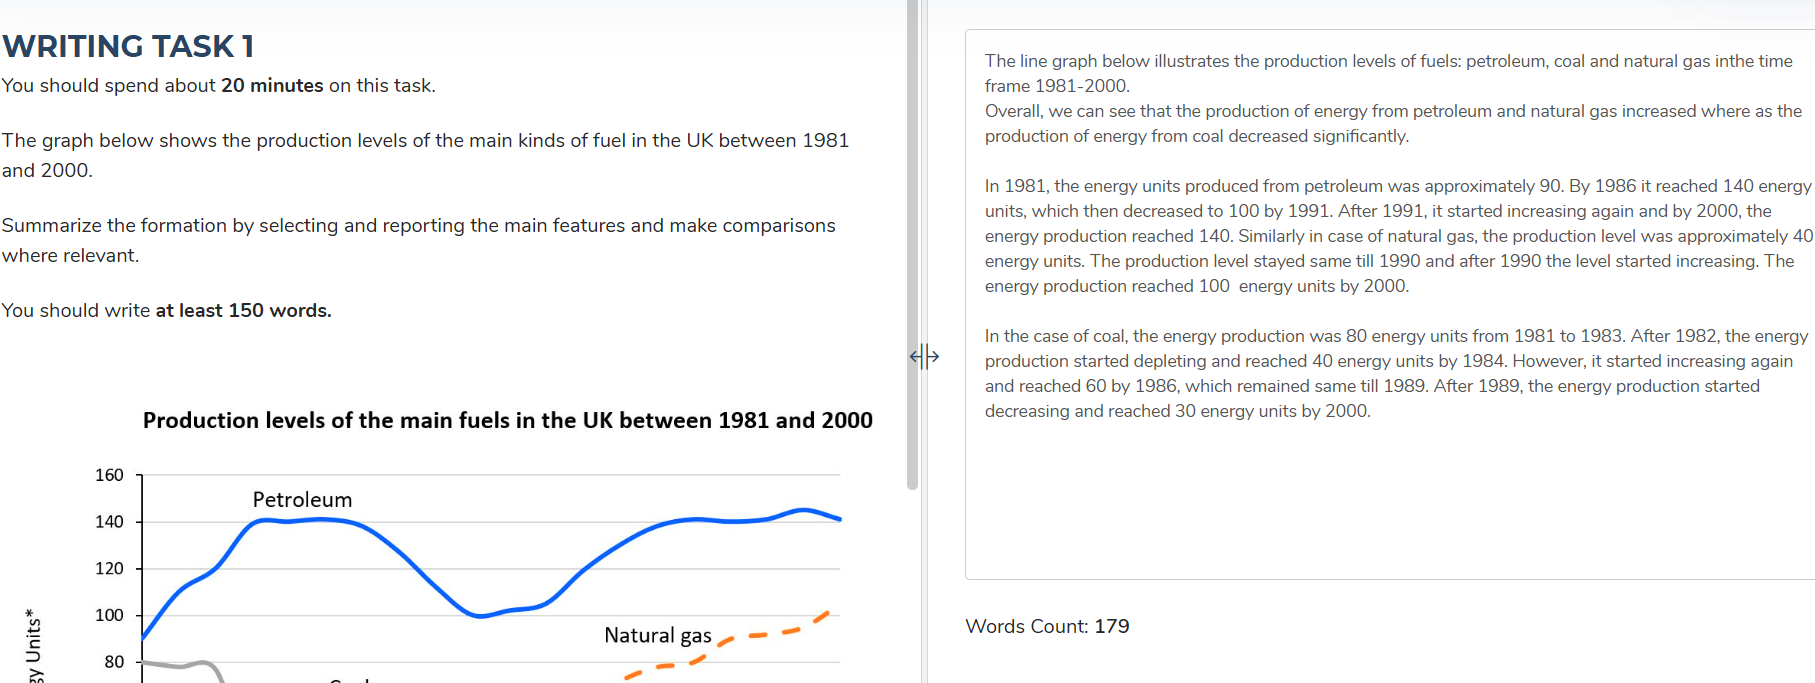 WRITING TASK 1
You should spend about 20 minutes on this task.
The graph below shows the production levels of the main kinds of fuel in the UK between 1981
and 2000.
Summarize the formation by selecting and reporting the main features and make comparisons
where relevant.
You should write at least 150 words.
Production levels of the main fuels in the UK between 1981 and 2000
160
Petroleum
140
120
100
Natural gas
80
Units*
The line graph below illustrates the production levels of fuels: petroleum, coal and natural gas inthe time
frame 1981-2000.
Overall, we can see that the production of energy from petroleum and natural gas increased where as the
production of energy from coal decreased significantly.
In 1981, the energy units produced from petroleum was approximately 90. By 1986 it reached 140 energy
units, which then decreased to 100 by 1991. After 1991, it started increasing again and by 2000, the
energy production reached 140. Similarly in case of natural gas, the production level was approximately 40
energy units. The production level stayed same till 1990 and after 1990 the level started increasing. The
energy production reached 100  energy units by 2000.
In the case of coal, the energy production was 80 energy units from 1981 to 1983. After 1982, the energy
production started depleting and reached 40 energy units by 1984. However, it started increasing again
and reached 60 by 1986, which remained same till 1989. After 1989, the energy production started
decreasing and reached 30 energy units by 2000.
Words Count: 179